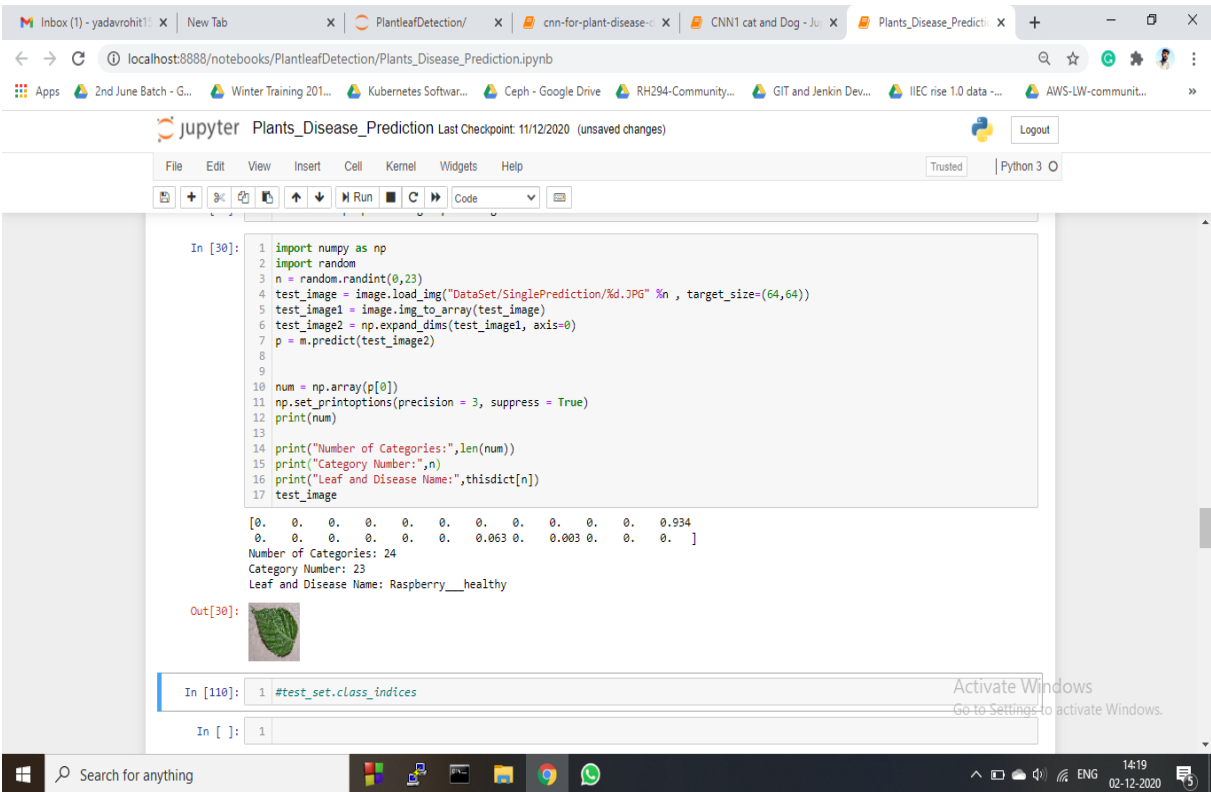 Inbox (1) - yadavrohit15 New Tab PlantleafDetection/ cnn-for-plant-disease-d CNN1 cat and Dog - Ju Plants_Disease_Predicti
localhost:8888/notebooks/PlantleafDetection/Plants_Disease_Prediction.ipynb
Apps 2nd June Batch - G... Winter Training 201... Kubernetes Softwar... Ceph - Google Drive RH294-Community... GIT and Jenkin Dev... IIEC rise 1.0 data -... AWS-LW-communit... »
jupyter Plants_Disease_Prediction Last Checkpoint: 11/12/2020 (unsaved changes) Logout
File Edit View Insert Cell Kernel Widgets Help Trusted Python 3
Run Code
In [30]:
1 import numpy as np
2 import random
3 n = random.randint(0,23)
4 test_image = image.load_img("DataSet/SinglePrediction/%d.JPG" %n , target_size=(64,64))
5 test_image1 = image.img_to_array(test_image)
6 test_image2 = np.expand_dims(test_image1, axis=0)
7 p = m.predict(test_image2)
8
9
10 num = np.array(p[0])
11 np.set_printoptions(precision = 3, suppress = True)
12 print(num)
13
14 print("Number of Categories:",len(num))
15 print("Category Number:",n)
16 print("Leaf and Disease Name:",thisdict[n])
17 test_image
[0. 0. 0. 0. 0. 0. 0. 0. 0. 0. 0. 0.934
0. 0. 0. 0. 0. 0. 0.063 0. 0.003 0. 0. 0. ]
Number of Categories: 24
Category Number: 23
Leaf and Disease Name: Raspberry___healthy
Out[30]:
In [110]: 1 #test_set.class_indices
Activate Windows
Go to Settings to activate Windows.
In [ ]: 1
Search for anything
ENG 14:19
02-12-2020
5